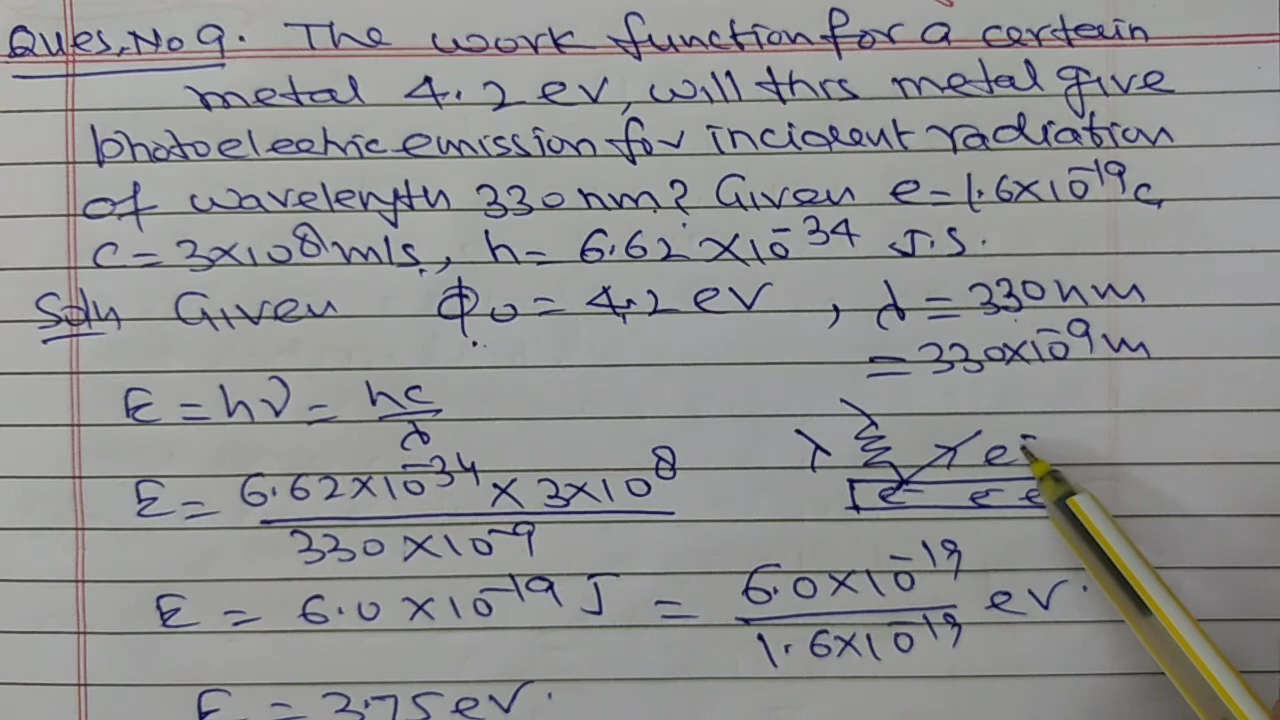 Ques. No 9. The work function for a certain
metal 4.2 eV, will this metal give
photoelectric emission for incident radiation
of wavelength 330 nm? Given e = 1.6×10⁻¹⁹ C,
c = 3×10⁸ m/s, h = 6.62 ×10⁻³⁴ J.S.
Soln Given Φ₀ = 4.2 eV , λ = 330 nm
= 330×10⁻⁹ m
E = hν = hc/λ
λ e⁻
E = 6.62×10⁻³⁴ × 3×10⁸ / 330 ×10⁻⁹
e⁻ e e
E = 6.0 ×10⁻¹⁹ J = 6.0×10⁻¹⁹ / 1.6×10⁻¹⁹ eV.
E = 3.75 eV.